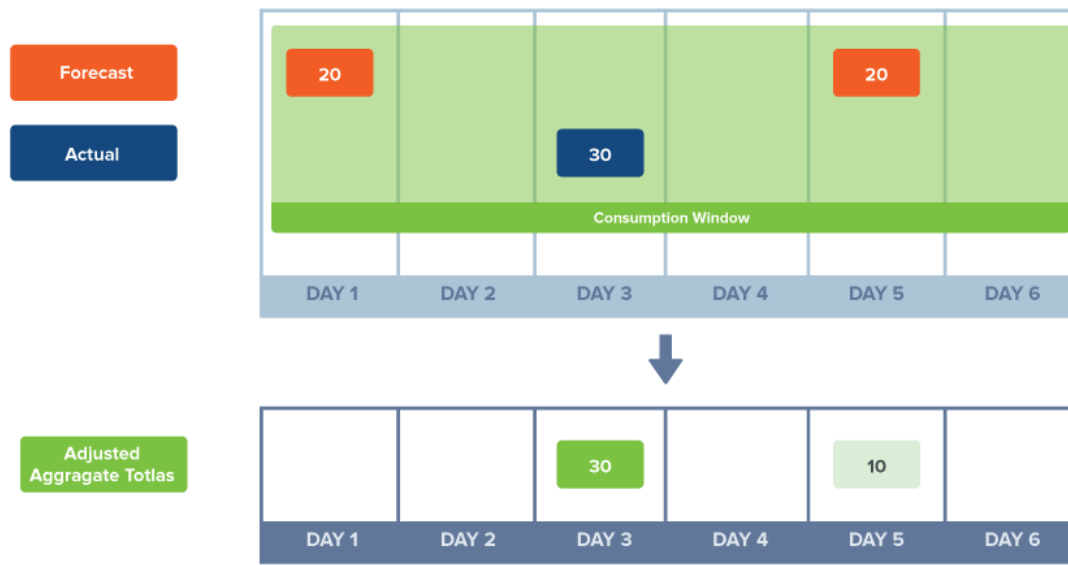 Forecast
20
20
Actual
30
Consumption Window
DAY 1
DAY 2
DAY 3
DAY 4
DAY 5
DAY 6
Adjusted
Aggragate Totlas
30
10
DAY 1
DAY 2
DAY 3
DAY 4
DAY 5
DAY 6